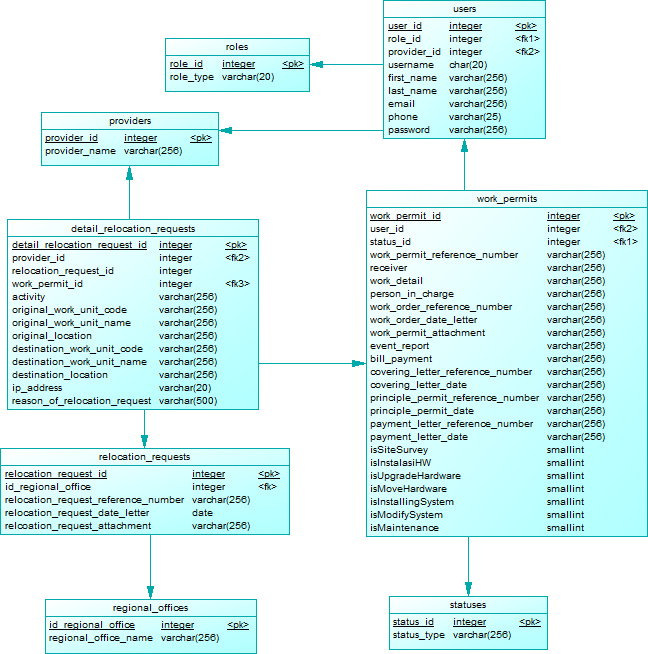 users
user_id integer <pk>
role_id integer <fk1>
provider_id integer <fk2>
username char(20)
first_name varchar(256)
last_name varchar(256)
email varchar(256)
phone varchar(25)
password varchar(256)
roles
role_id integer <pk>
role_type varchar(20)
providers
provider_id integer <pk>
provider_name varchar(256)
work_permits
work_permit_id integer <pk>
user_id integer <fk2>
status_id integer <fk1>
work_permit_reference_number varchar(256)
receiver varchar(256)
work_detail varchar(256)
person_in_charge varchar(256)
work_order_reference_number varchar(256)
work_order_date_letter varchar(256)
work_permit_attachment varchar(256)
event_report varchar(256)
bill_payment varchar(256)
covering_letter_reference_number varchar(256)
covering_letter_date varchar(256)
principle_permit_reference_number varchar(256)
principle_permit_date varchar(256)
payment_letter_reference_number varchar(256)
payment_letter_date varchar(256)
isSiteSurvey smallint
isInstalasiHW smallint
isUpgradeHardware smallint
isMoveHardware smallint
isInstallingSystem smallint
isModifySystem smallint
isMaintenance smallint
detail_relocation_requests
detail_relocation_request_id integer <pk>
provider_id integer <fk2>
relocation_request_id integer
work_permit_id integer <fk3>
activity varchar(256)
original_work_unit_code varchar(256)
original_work_unit_name varchar(256)
original_location varchar(256)
destination_work_unit_code varchar(256)
destination_work_unit_name varchar(256)
destination_location varchar(256)
ip_address varchar(20)
reason_of_relocation_request varchar(500)
relocation_requests
relocation_request_id integer <pk>
id_regional_office integer <fk>
relocation_request_reference_number varchar(256)
relocation_request_date_letter date
relcoation_request_attachment varchar(256)
regional_offices
id_regional_office integer <pk>
regional_office_name varchar(256)
statuses
status_id integer <pk>
status_type varchar(256)